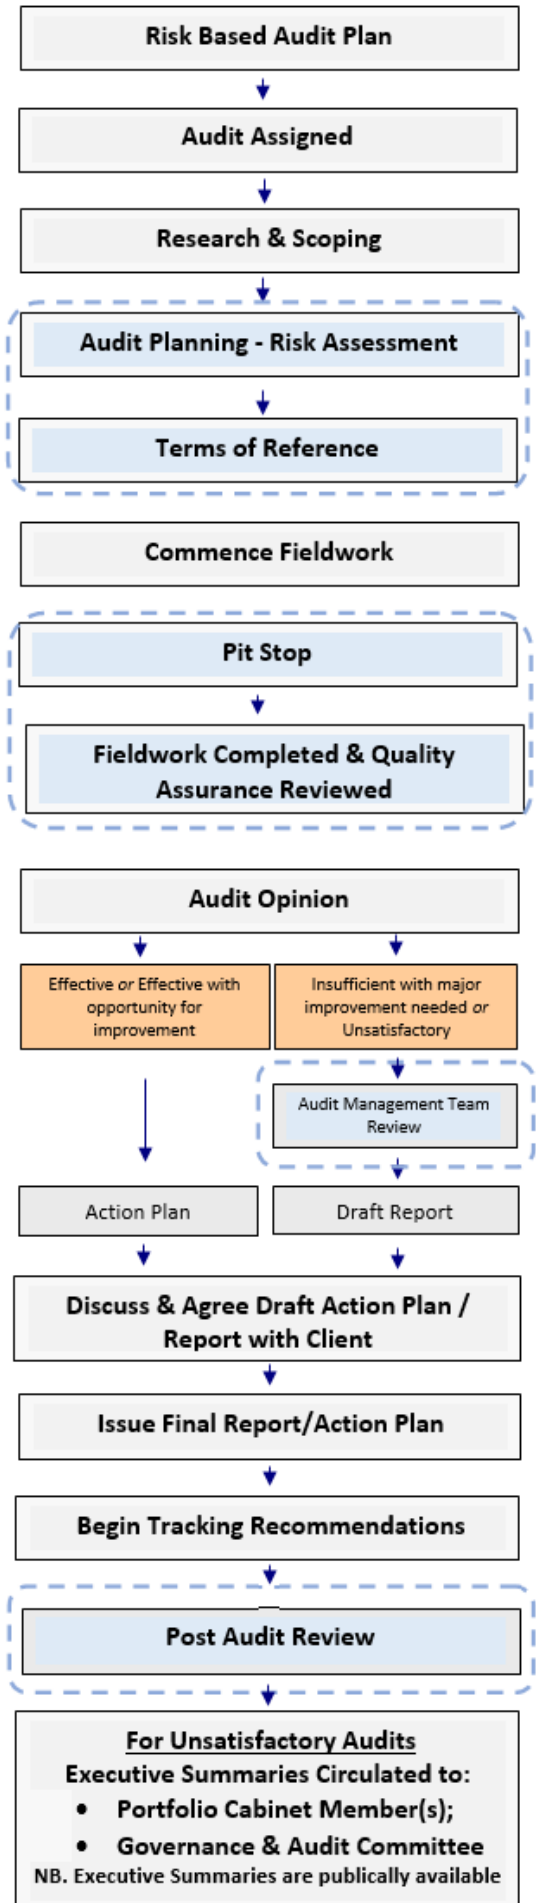 Risk Based Audit Plan
Audit Assigned
Research & Scoping
Audit Planning - Risk Assessment
Terms of Reference
Commence Fieldwork
Pit Stop
Fieldwork Completed & Quality
Assurance Reviewed
Audit Opinion
Effective or Effective with
opportunity for
improvement
Insufficient with major
improvement needed or
Unsatisfactory
Audit Management Team
Review
Action Plan
Draft Report
Discuss & Agree Draft Action Plan /
Report with Client
Issue Final Report/Action Plan
Begin Tracking Recommendations
Post Audit Review
For Unsatisfactory Audits
Executive Summaries Circulated to:
• Portfolio Cabinet Member(s);
• Governance & Audit Committee
NB. Executive Summaries are publically available